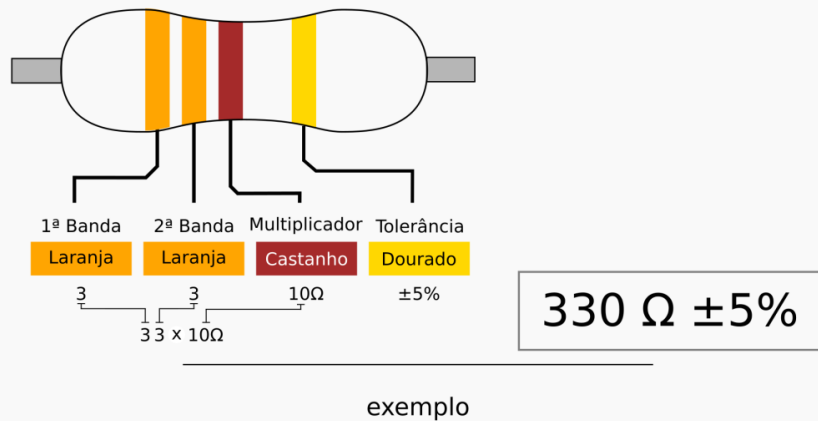 1ª Banda 2ª Banda Multiplicador Tolerância
Laranja Laranja Castanho Dourado
3 3 10Ω ±5%
3 3 x 10Ω
330 Ω ±5%
exemplo